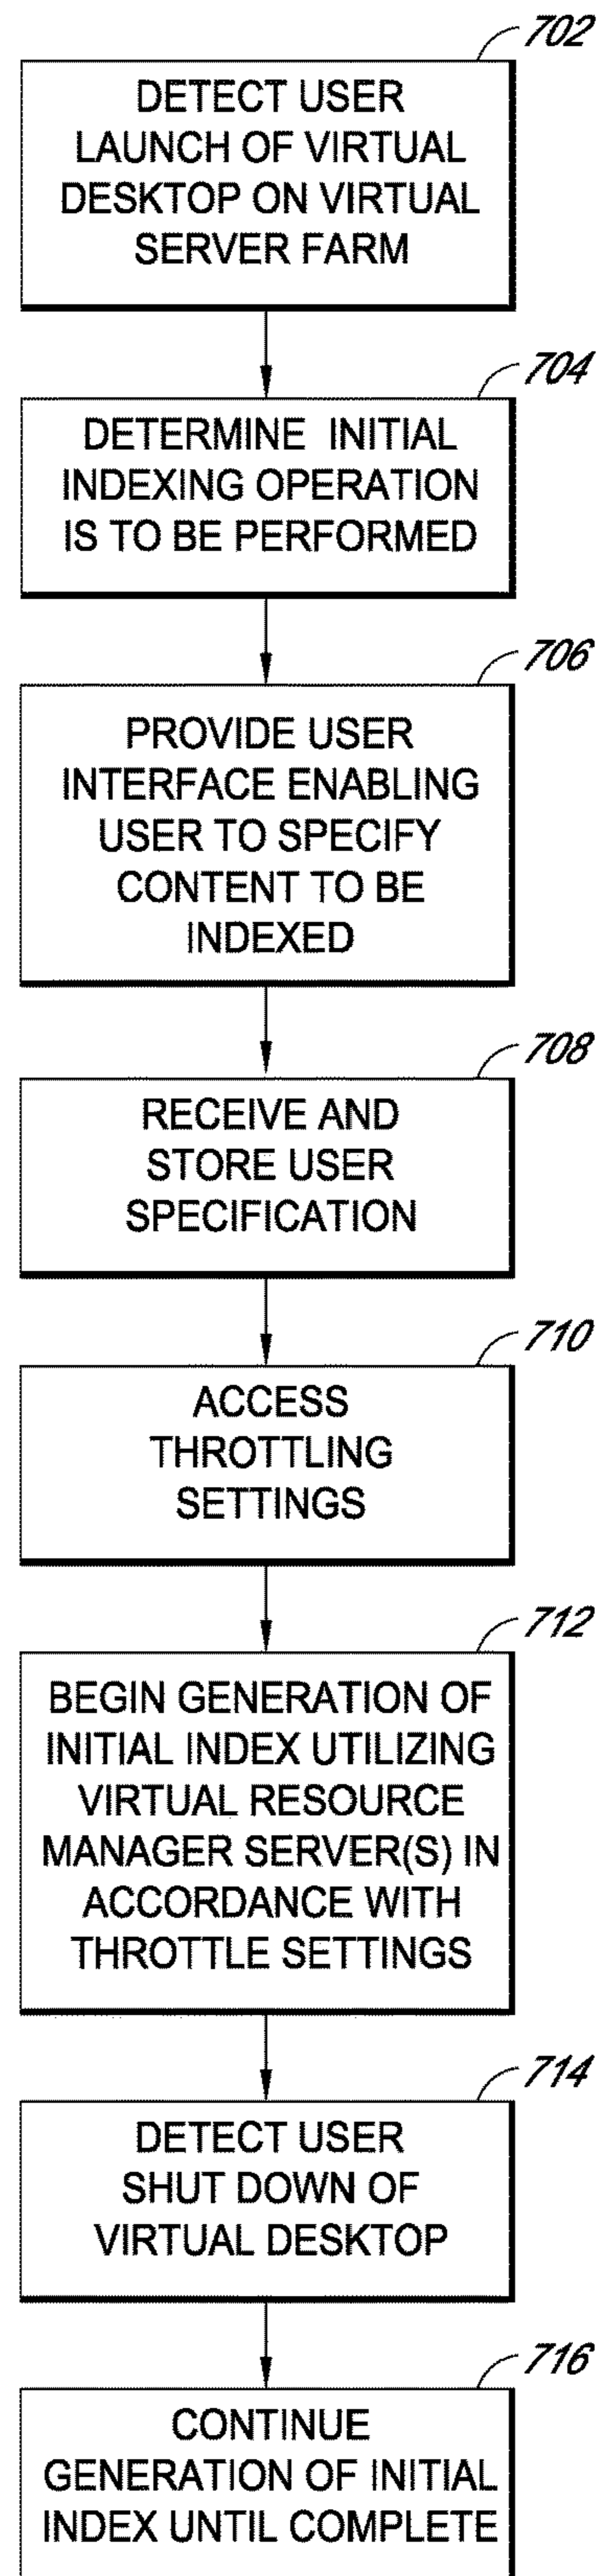 702
DETECT USER
LAUNCH OF VIRTUAL
DESKTOP ON VIRTUAL
SERVER FARM
704
DETERMINE INITIAL
INDEXING OPERATION
IS TO BE PERFORMED
706
PROVIDE USER
INTERFACE ENABLING
USER TO SPECIFY
CONTENT TO BE
INDEXED
708
RECEIVE AND
STORE USER
SPECIFICATION
710
ACCESS
THROTTLING
SETTINGS
712
BEGIN GENERATION OF
INITIAL INDEX UTILIZING
VIRTUAL RESOURCE
MANAGER SERVER(S) IN
ACCORDANCE WITH
THROTTLE SETTINGS
714
DETECT USER
SHUT DOWN OF
VIRTUAL DESKTOP
716
CONTINUE
GENERATION OF INITIAL
INDEX UNTIL COMPLETE